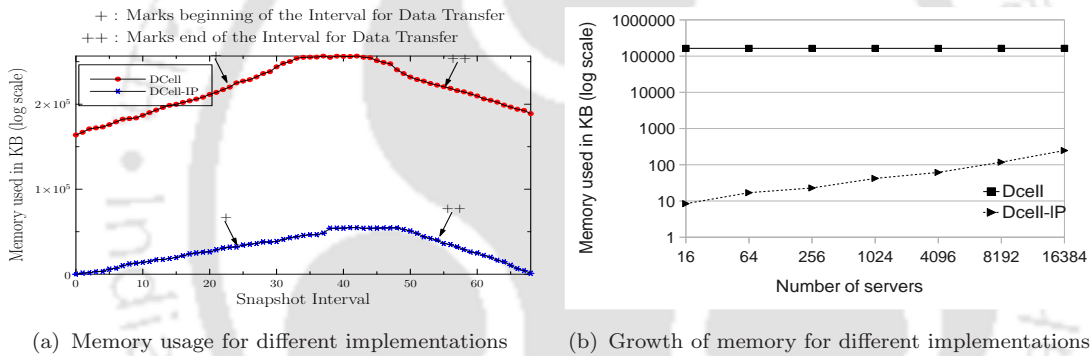 + : Marks beginning of the Interval for Data Transfer
++ : Marks end of the Interval for Data Transfer
Memory used in KB (log scale)
2×10⁵
1×10⁵
0
DCell
DCell-IP
+
++
+
++
0 10 20 30 40 50 60
Snapshot Interval
(a) Memory usage for different implementations
Memory used in KB (log scale)
1000000
100000
10000
1000
100
10
1
Dcell
Dcell-IP
16 64 256 1024 4096 8192 16384
Number of servers
(b) Growth of memory for different implementations